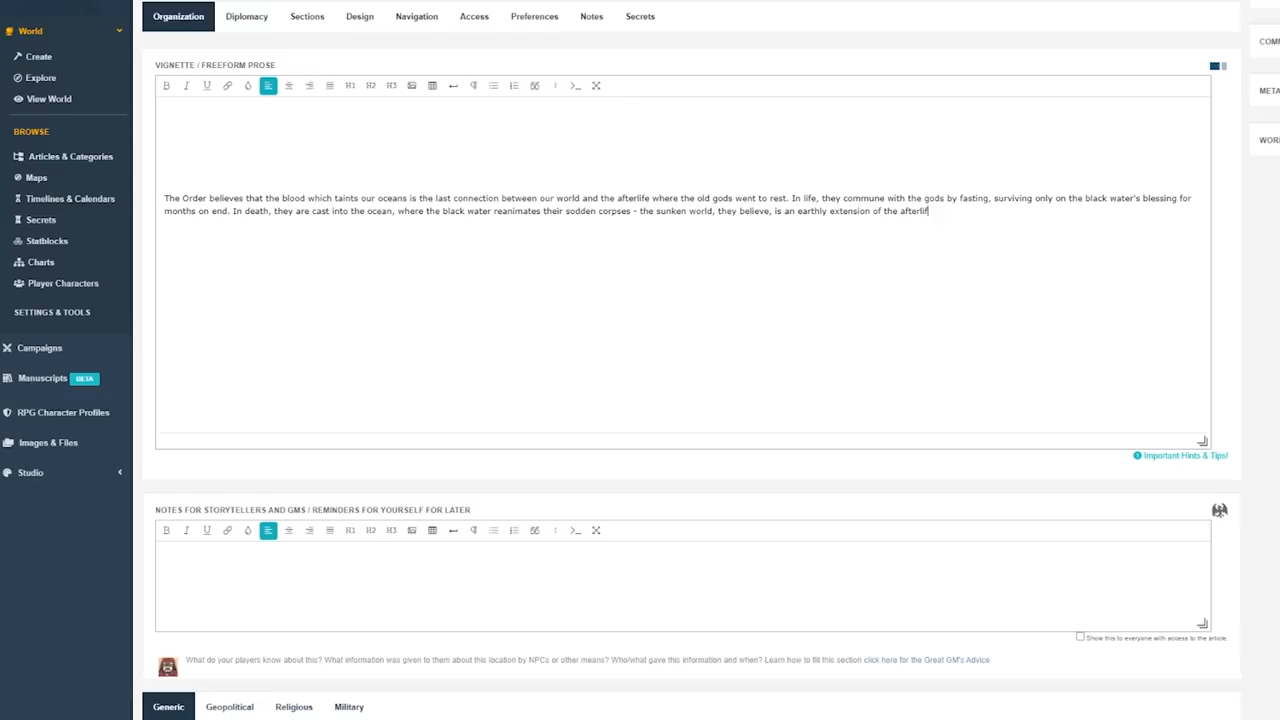 Organization Diplomacy Sections Design Navigation Access Preferences Notes Secrets
World
Create
Explore
View World
BROWSE
Articles & Categories
Maps
Timelines & Calendars
Secrets
Statblocks
Charts
Player Characters
SETTINGS & TOOLS
Campaigns
Manuscripts BETA
RPG Character Profiles
Images & Files
Studio
VIGNETTE / FREEFORM PROSE
B I U H1 H2 H3
The Order believes that the blood which taints our oceans is the last connection between our world and the afterlife where the old gods went to rest. In life, they commune with the gods by fasting, surviving only on the black water's blessing for
months on end. In death, they are cast into the ocean, where the black water reanimates their sodden corpses - the sunken world, they believe, is an earthly extension of the afterlif
Important Hints & Tips!
NOTES FOR STORYTELLERS AND GMS / REMINDERS FOR YOURSELF FOR LATER
B I U H1 H2 H3
Show this to everyone with access to the article.
What do your players know about this? What information was given to them about this location by NPCs or other means? Who/what gave this information and when? Learn how to fill this section click here for the Great GM's Advice
Generic Geopolitical Religious Military
COM
META
WOR